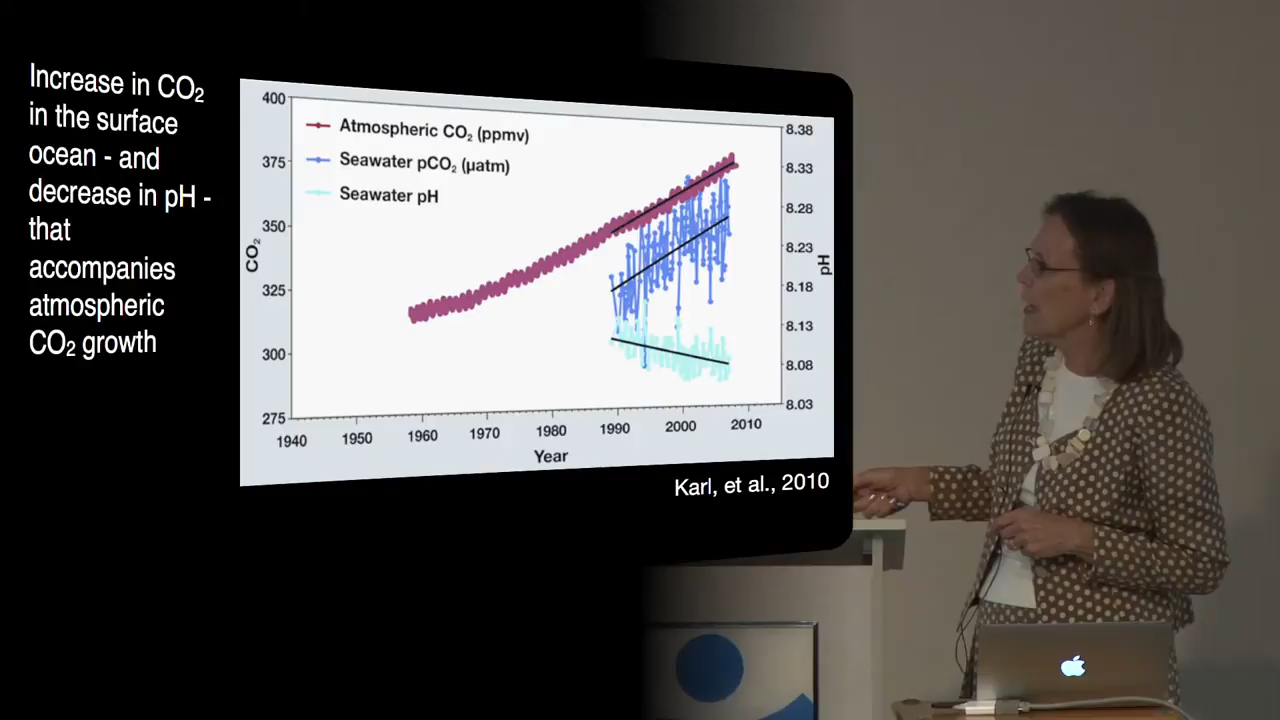 Increase in CO₂
in the surface
ocean - and
decrease in pH -
that
accompanies
atmospheric
CO₂ growth
Atmospheric CO₂ (ppmv)
Seawater pCO₂ (µatm)
Seawater pH
CO₂
400
375
350
325
300
275
8.38
8.33
8.28
8.23
8.18
8.13
8.08
8.03
pH
1940 1950 1960 1970 1980 1990 2000 2010
Year
Karl, et al., 2010